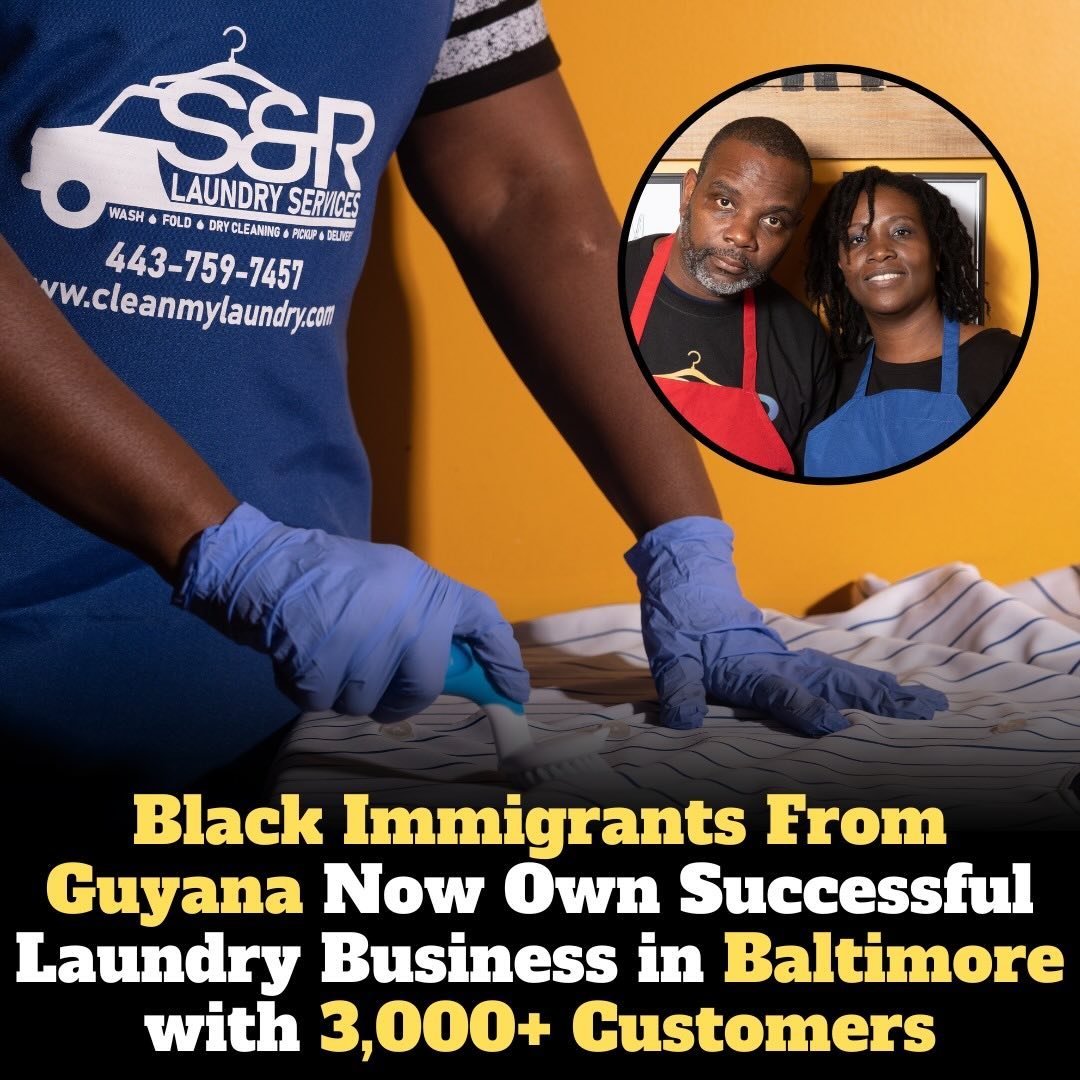 S&R
LAUNDRY SERVICES
WASH FOLD DRY CLEANING PICKUP DELIVERY
443-759-7457
www.cleanmylaundry.com
Black Immigrants From
Guyana Now Own Successful
Laundry Business in Baltimore
with 3,000+ Customers